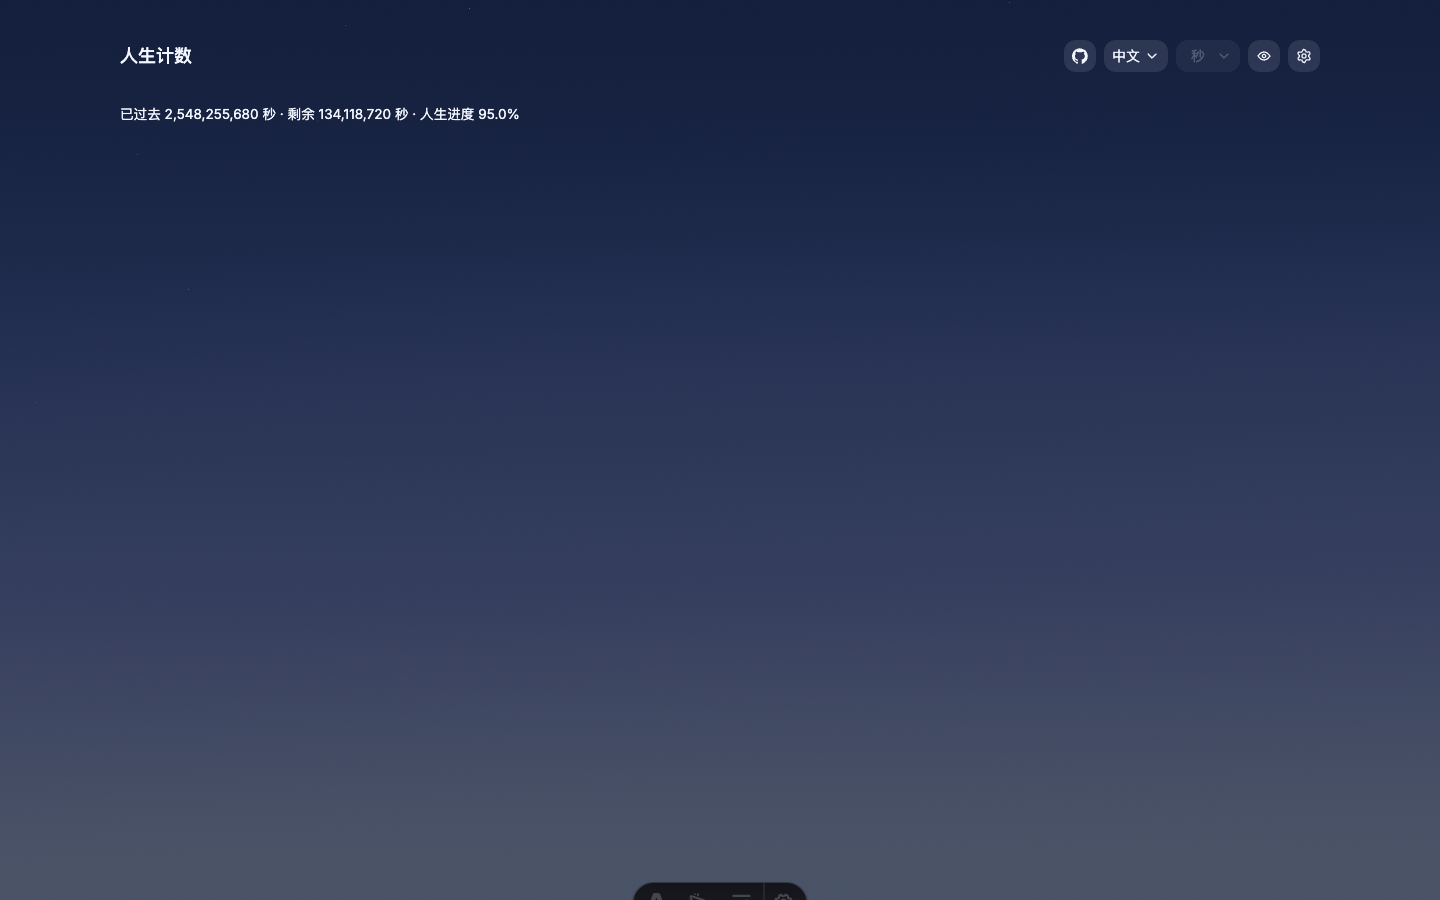 人生计数
中文
秒
已过去 2,548,255,680 秒 · 剩余 134,118,720 秒 · 人生进度 95.0%